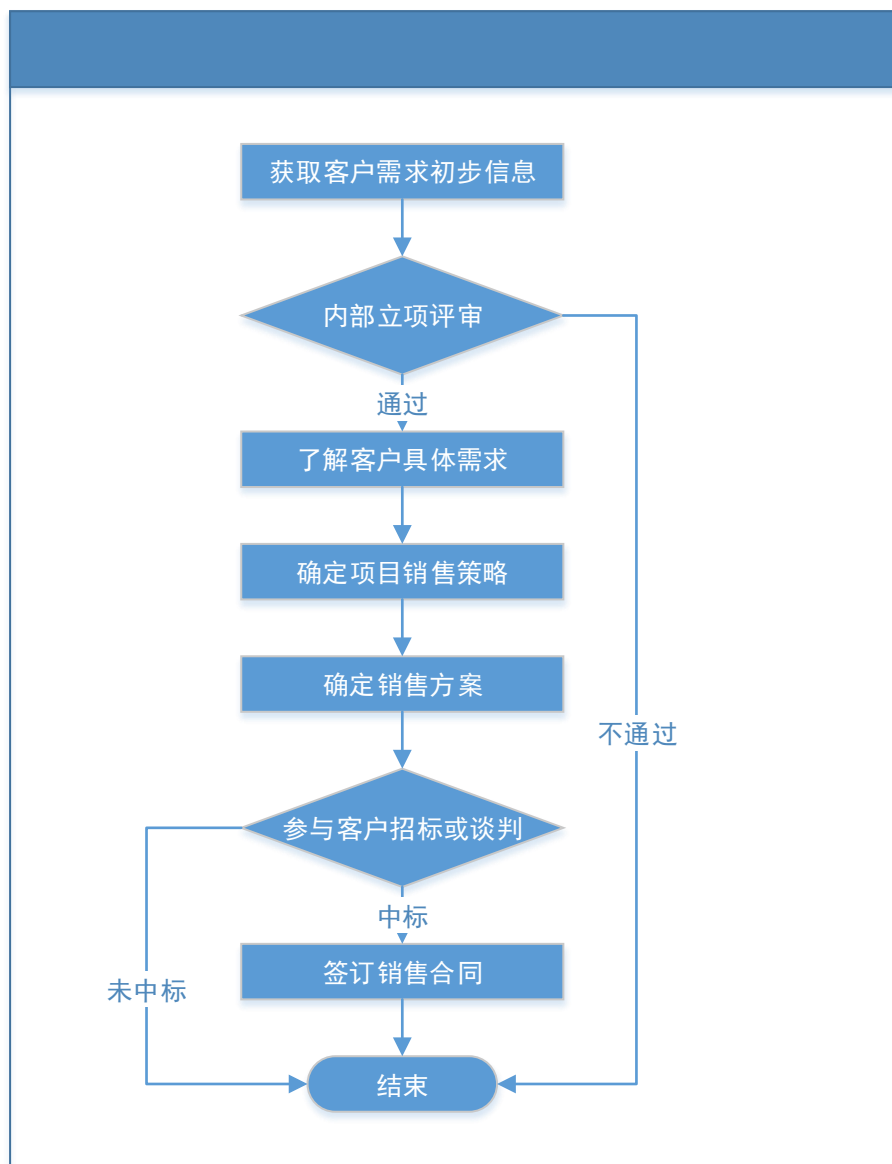 获取客户需求初步信息
内部立项评审
通过
了解客户具体需求
确定项目销售策略
确定销售方案
不通过
参与客户招标或谈判
中标
签订销售合同
未中标
结束